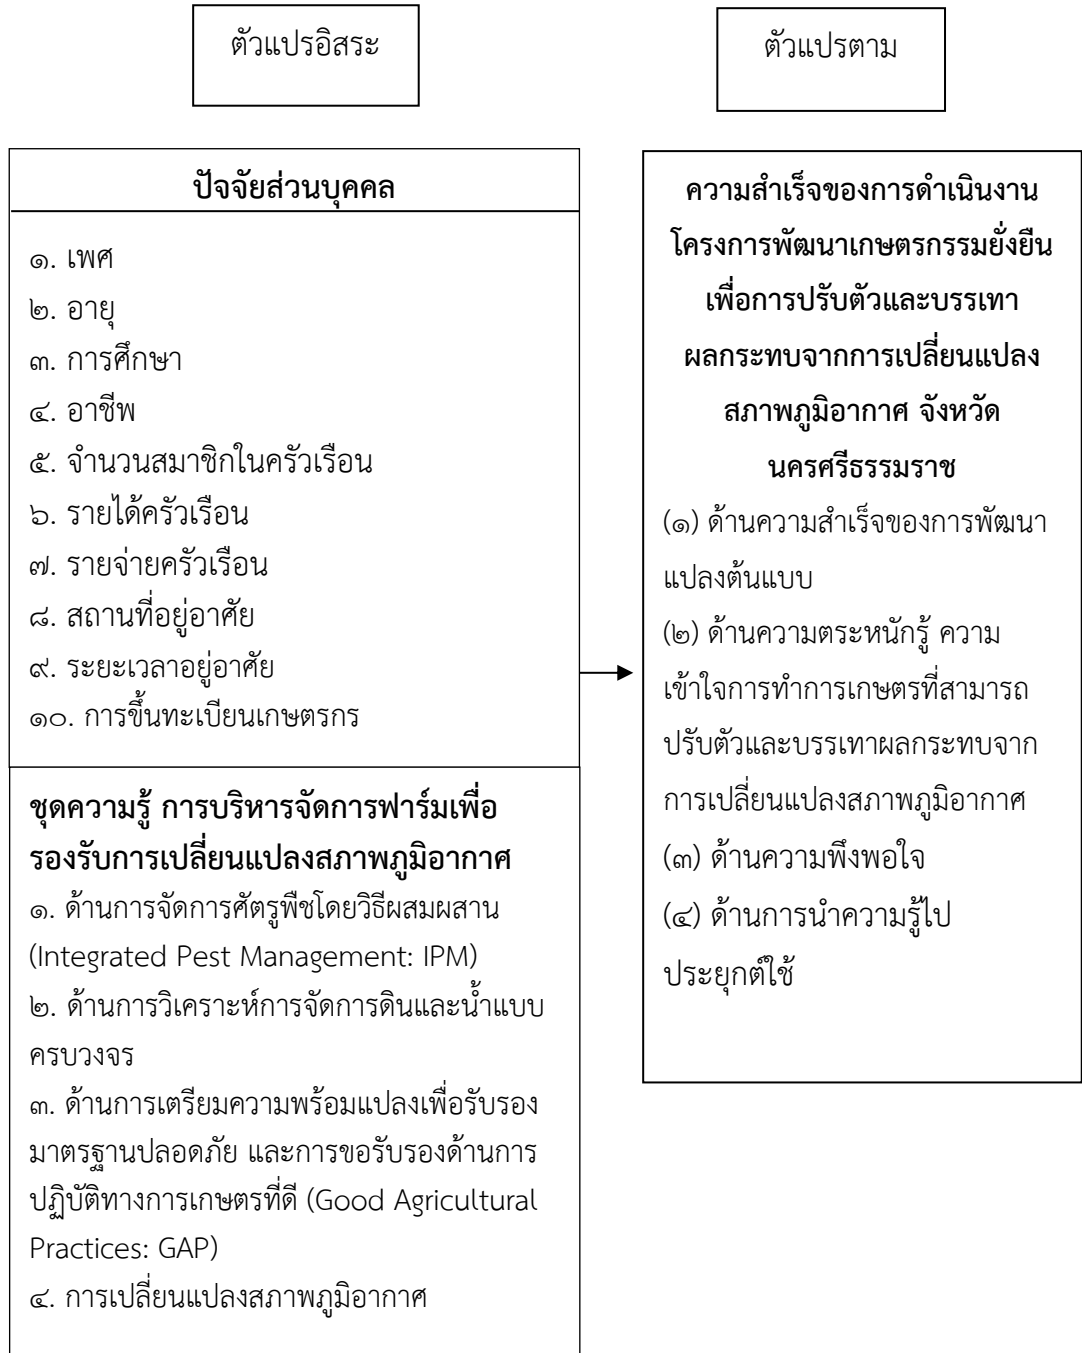 ตัวแปรอิสระ
ตัวแปรตาม
ปัจจัยส่วนบุคคล
๑. เพศ
๒. อายุ
๓. การศึกษา
๔. อาชีพ
๕. จำนวนสมาชิกในครัวเรือน
๖. รายได้ครัวเรือน
๗. รายจ่ายครัวเรือน
๘. สถานที่อยู่อาศัย
๙. ระยะเวลาอยู่อาศัย
๑๐. การขึ้นทะเบียนเกษตรกร
ชุดความรู้ การบริหารจัดการฟาร์มเพื่อ
รองรับการเปลี่ยนแปลงสภาพภูมิอากาศ
๑. ด้านการจัดการศัตรูพืชโดยวิธีผสมผสาน
(Integrated Pest Management: IPM)
๒. ด้านการวิเคราะห์การจัดการดินและน้ำแบบ
ครบวงจร
๓. ด้านการเตรียมความพร้อมแปลงเพื่อรับรอง
มาตรฐานปลอดภัย และการขอรับรองด้านการ
ปฏิบัติทางการเกษตรที่ดี (Good Agricultural
Practices: GAP)
๔. การเปลี่ยนแปลงสภาพภูมิอากาศ
ความสำเร็จของการดำเนินงาน
โครงการพัฒนาเกษตรกรรมยั่งยืน
เพื่อการปรับตัวและบรรเทา
ผลกระทบจากการเปลี่ยนแปลง
สภาพภูมิอากาศ จังหวัด
นครศรีธรรมราช
(๑) ด้านความสำเร็จของการพัฒนา
แปลงต้นแบบ
(๒) ด้านความตระหนักรู้ ความ
เข้าใจการทำการเกษตรที่สามารถ
ปรับตัวและบรรเทาผลกระทบจาก
การเปลี่ยนแปลงสภาพภูมิอากาศ
(๓) ด้านความพึงพอใจ
(๔) ด้านการนำความรู้ไป
ประยุกต์ใช้